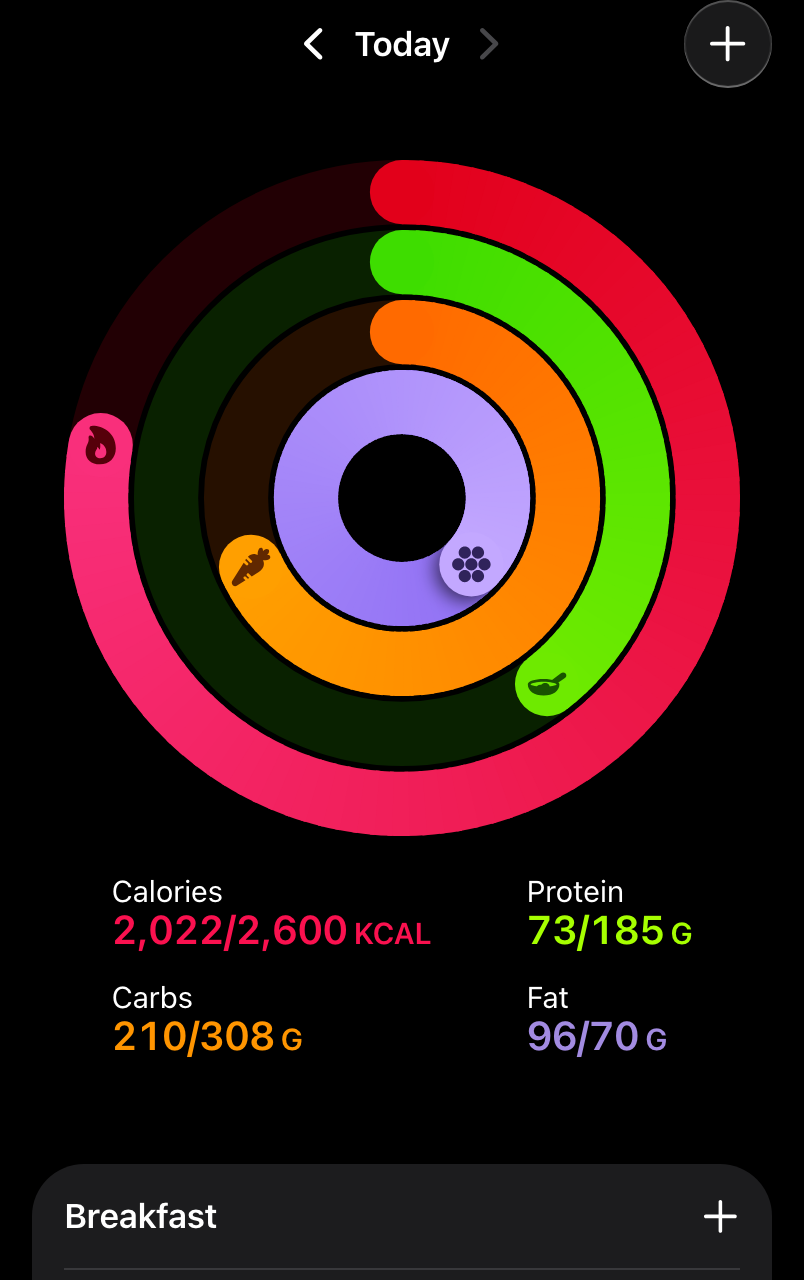 Today
Calories
2,022/2,600 KCAL
Protein
73/185 G
Carbs
210/308 G
Fat
96/70 G
Breakfast